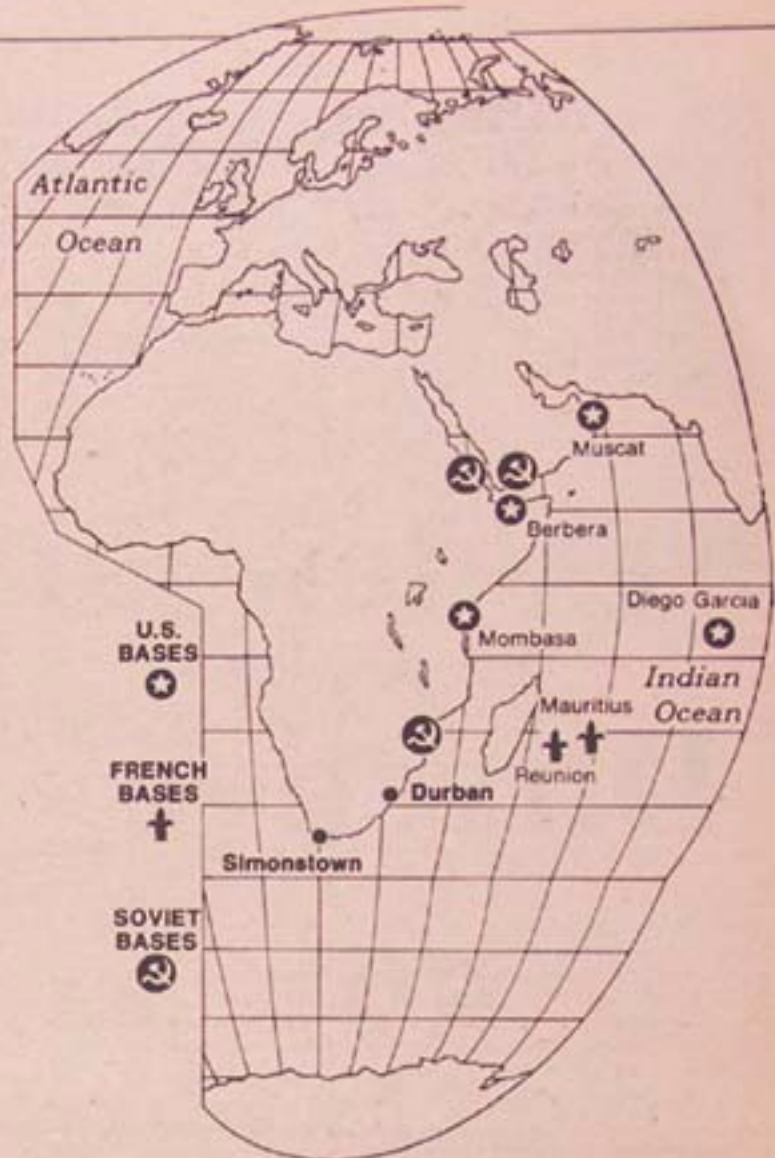 Atlantic
Ocean
Muscat
Berbera
Diego Garcia
Mombasa
U.S.
BASES
Indian
Ocean
Mauritius
Reunion
FRENCH
BASES
Durban
Simonstown
SOVIET
BASES